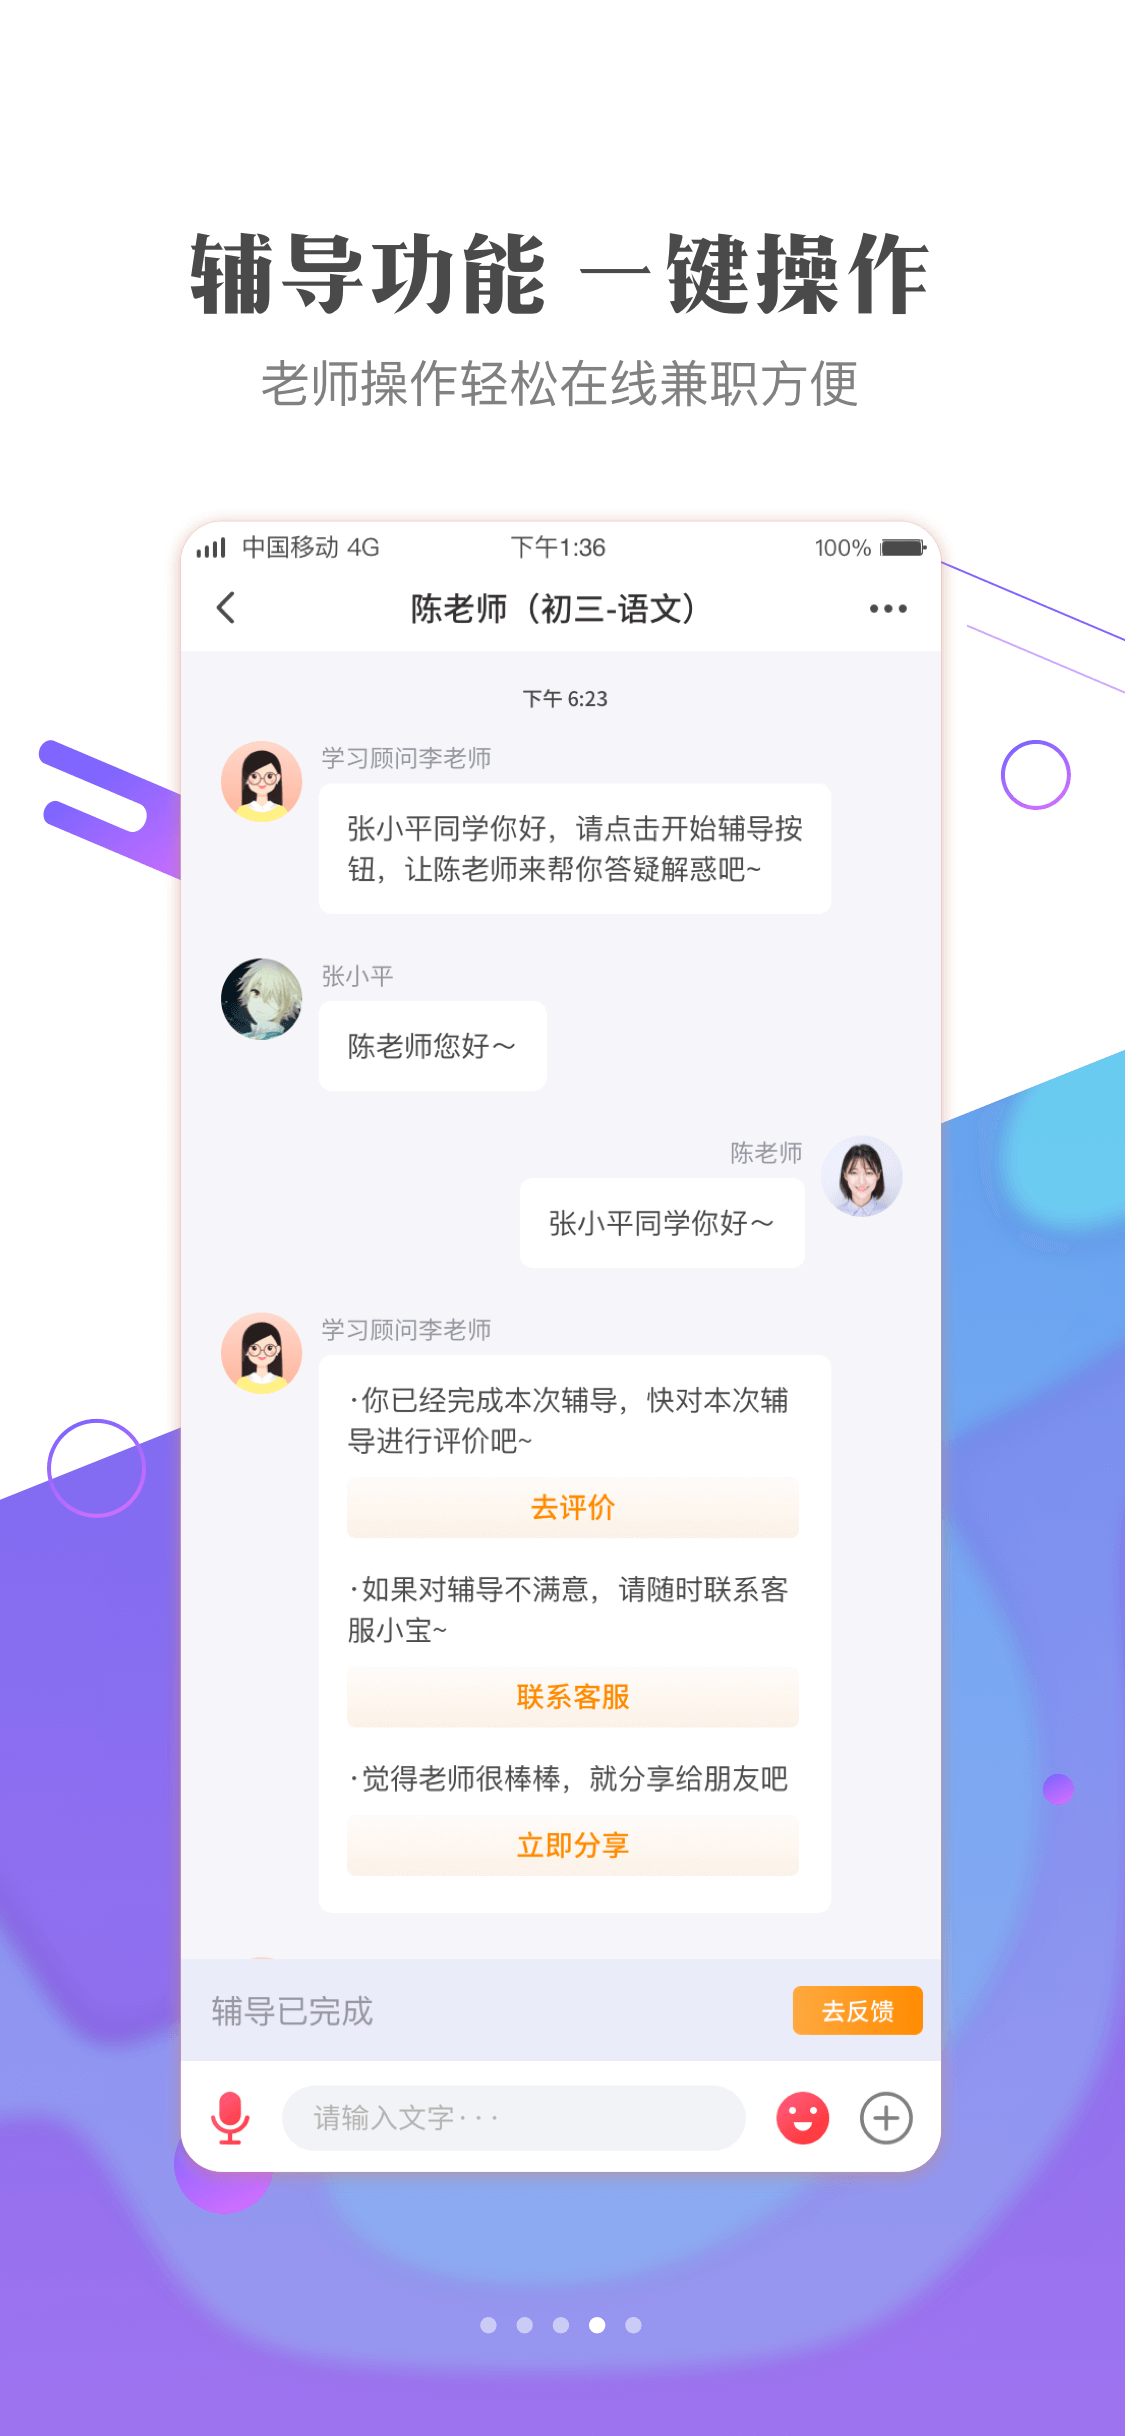 辅导功能 一键操作
老师操作轻松在线兼职方便
中国移动 4G 下午1:36 100%
陈老师（初三-语文）
下午 6:23
学习顾问李老师
张小平同学你好，请点击开始辅导按
钮，让陈老师来帮你答疑解惑吧~
张小平
陈老师您好～
陈老师
张小平同学你好～
学习顾问李老师
·你已经完成本次辅导，快对本次辅
导进行评价吧~
去评价
·如果对辅导不满意，请随时联系客
服小宝~
联系客服
·觉得老师很棒棒，就分享给朋友吧
立即分享
辅导已完成 去反馈
请输入文字···